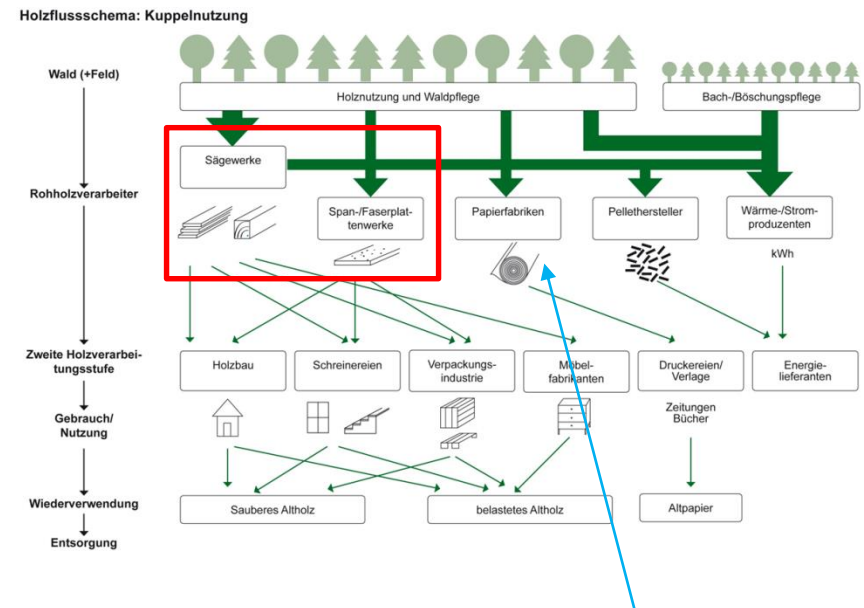 Holzflussschema: Kuppelnutzung
Wald (+Feld)
Holznutzung und Waldpflege
Bach-/Böschungspflege
Sägewerke
Rohholzverarbeiter
Span-/Faserplat-
tenwerke
Papierfabriken
Pellethersteller
Wärme-/Strom-
produzenten
kWh
Zweite Holzverarbei-
tungsstufe
Holzbau
Schreinereien
Verpackungs-
industrie
Möbel-
fabrikanten
Druckereien/
Verlage
Energie-
lieferanten
Gebrauch/
Nutzung
Zeitungen
Bücher
Wiederverwendung
Sauberes Altholz
belastetes Altholz
Altpapier
Entsorgung